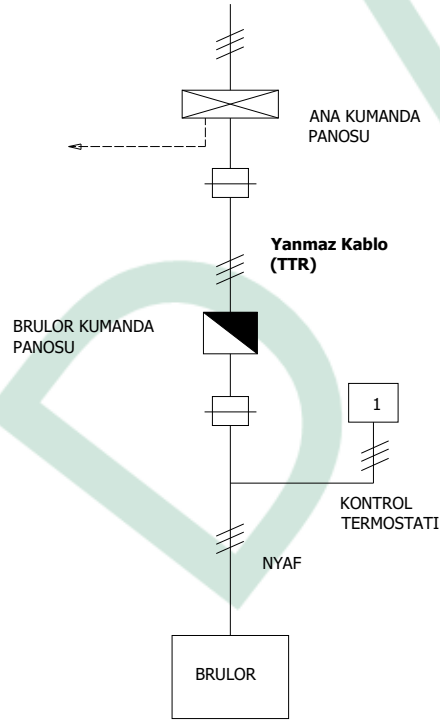 ANA KUMANDA
PANOSU
Yanmaz Kablo
(TTR)
BRULOR KUMANDA
PANOSU
1
KONTROL
TERMOSTATI
NYAF
BRULOR